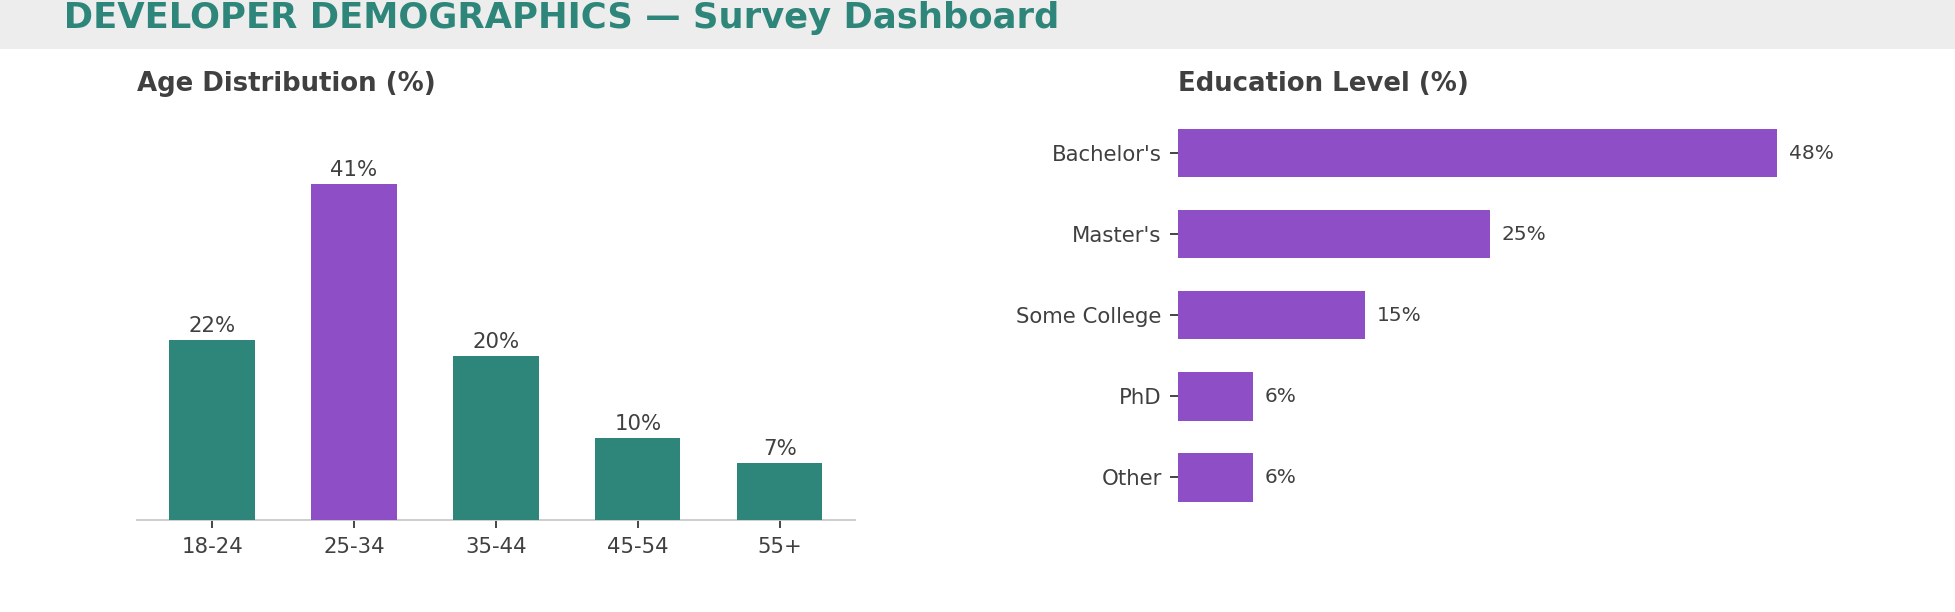 DEVELOPER DEMOGRAPHICS — Survey Dashboard
Age Distribution (%)
41%
22%
20%
10%
7%
18-24 25-34 35-44 45-54 55+
Education Level (%)
Bachelor's 48%
Master's 25%
Some College 15%
PhD 6%
Other 6%